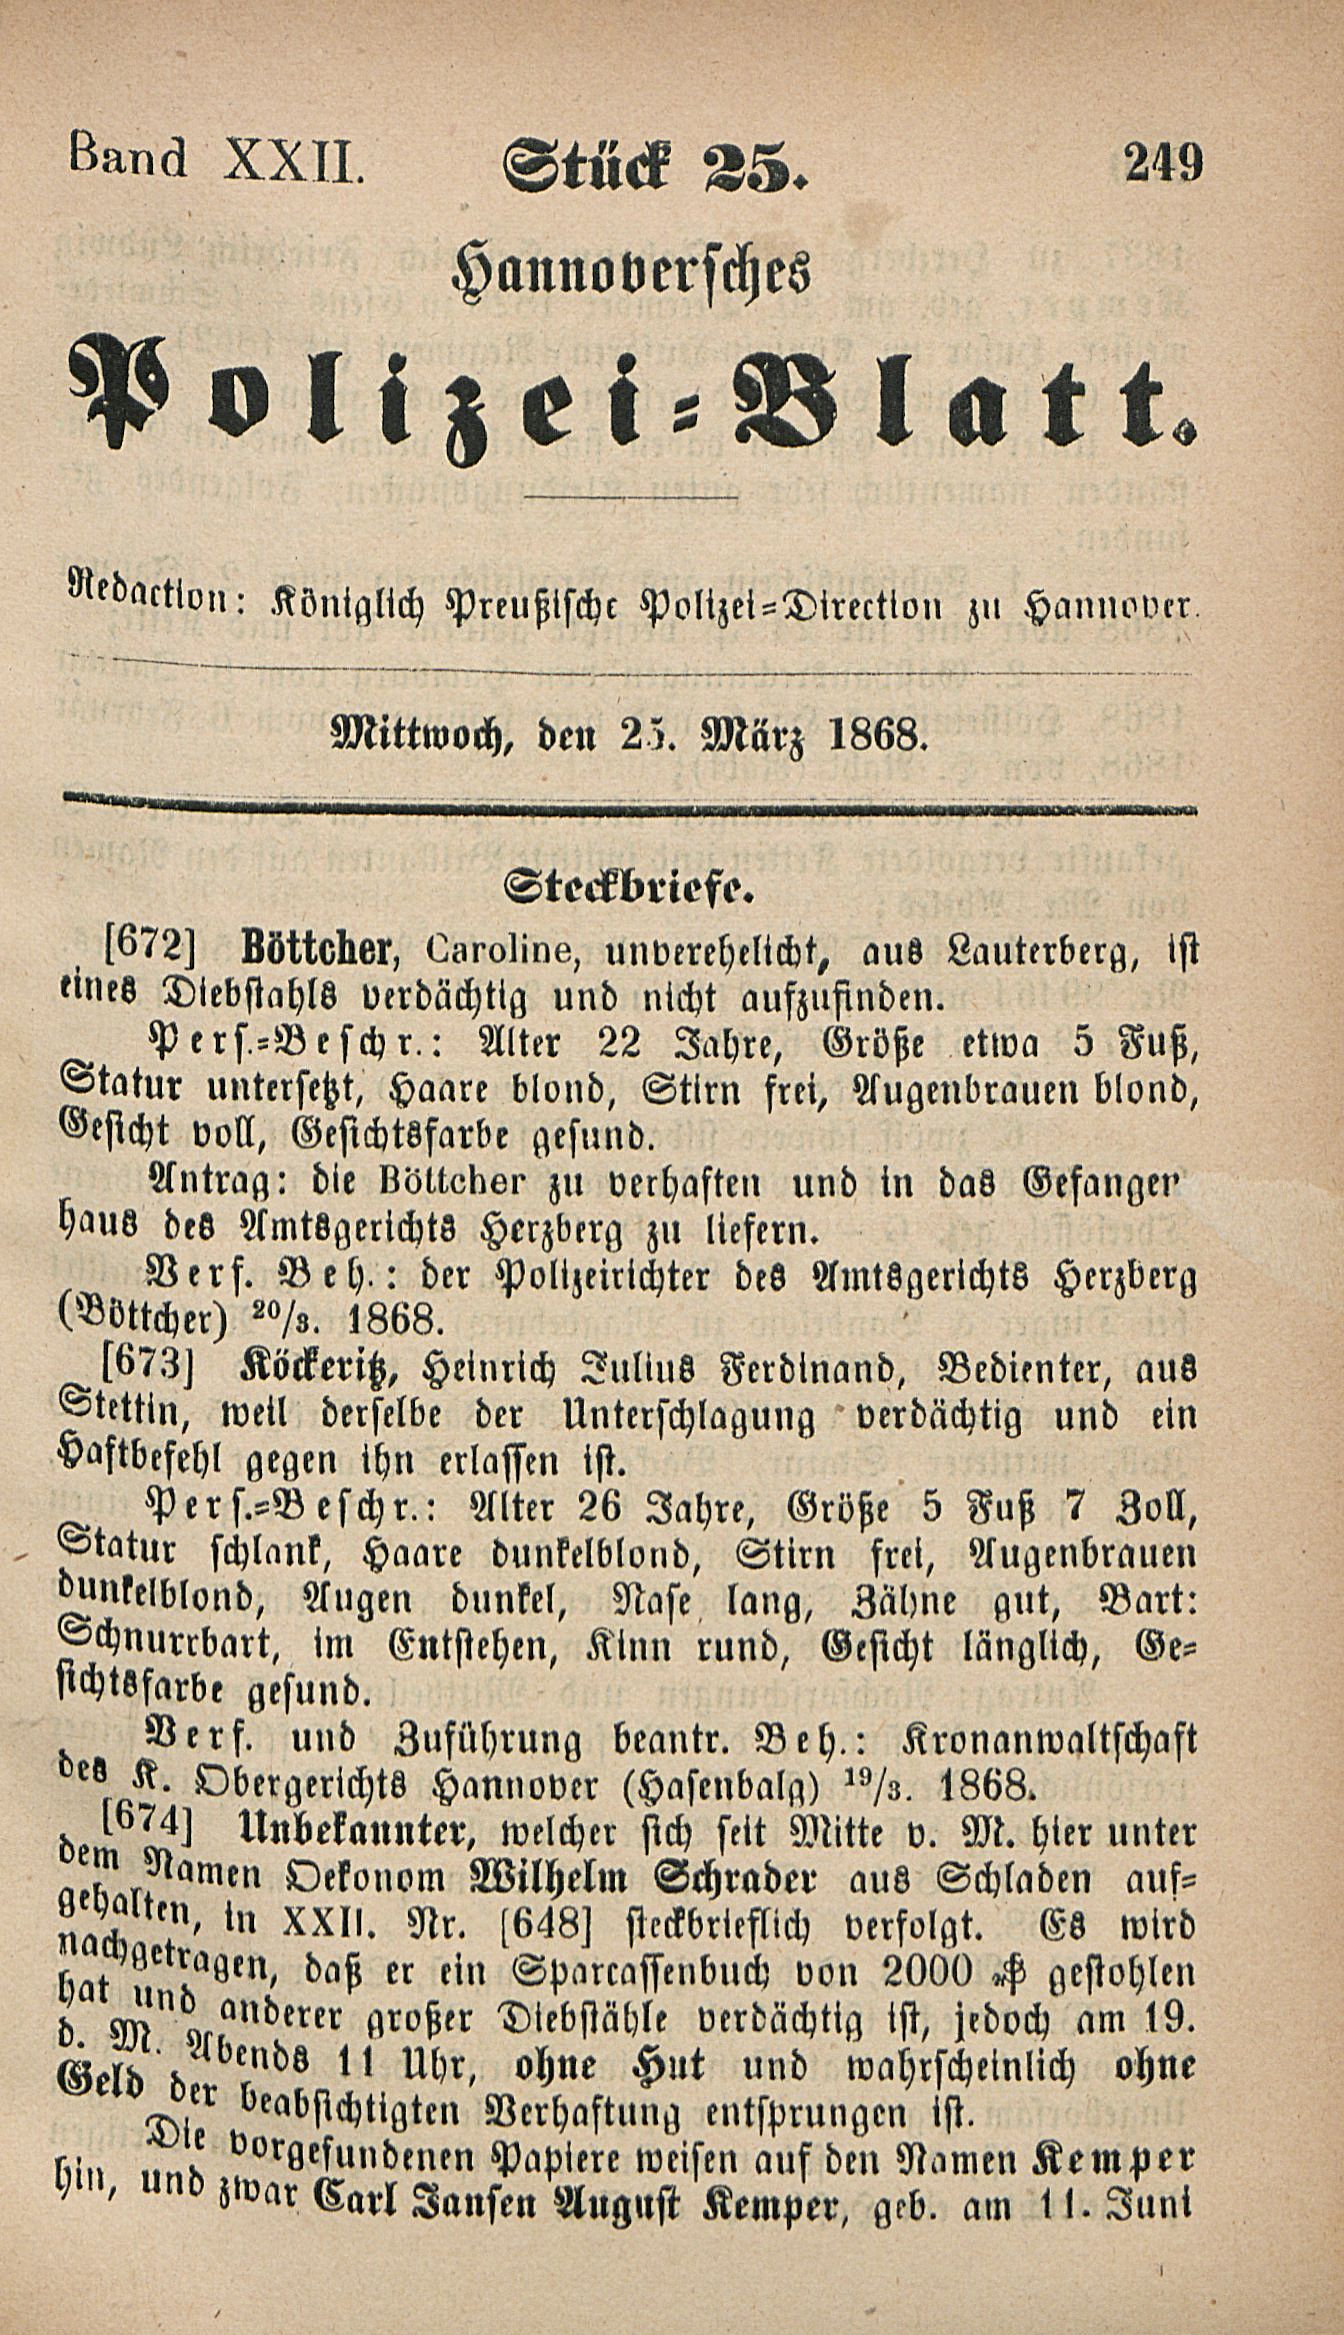 Band XXII. Stück 25. 249
Hannoversches
Polizei-Blatt.
Redaction: Königlich Preußische Polizei-Direction zu Hannover.
Mittwoch, den 25. März 1868.
Steckbriefe.
[672] Böttcher, Caroline, unverehelicht, aus Lauterberg, ist
eines Diebstahls verdächtig und nicht aufzufinden.
Pers.-Beschr.: Alter 22 Jahre, Größe etwa 5 Fuß,
Statur untersetzt, Haare blond, Stirn frei, Augenbrauen blond,
Gesicht voll, Gesichtsfarbe gesund.
Antrag: die Böttcher zu verhaften und in das Gefangen
haus des Amtsgerichts Herzberg zu liefern.
Verf. Beh.: der Polizeirichter des Amtsgerichts Herzberg
(Böttcher) 20/3. 1868.
[673] Köckeritz, Heinrich Julius Ferdinand, Bedienter, aus
Stettin, weil derselbe der Unterschlagung verdächtig und ein
Haftbefehl gegen ihn erlassen ist.
Pers.-Beschr.: Alter 26 Jahre, Größe 5 Fuß 7 Zoll,
Statur schlank, Haare dunkelblond, Stirn frei, Augenbrauen
dunkelblond, Augen dunkel, Nase lang, Zähne gut, Bart:
Schnurrbart, im Entstehen, Kinn rund, Gesicht länglich, Ge-
sichtsfarbe gesund.
Verf. und Zuführung beantr. Beh.: Kronanwaltschaft
des K. Obergerichts Hannover (Hasenbalg) 19/3. 1868.
[674] Unbekannter, welcher sich seit Mitte v. M. hier unter
dem Namen Oekonom Wilhelm Schrader aus Schladen auf-
gehalten, in XXII. Nr. [648] steckbrieflich verfolgt. Es wird
nachgetragen, daß er ein Sparcassenbuch von 2000 ₰ gestohlen
hat und anderer großer Diebstähle verdächtig ist, jedoch am 19.
d. M. Abends 11 Uhr, ohne Hut und wahrscheinlich ohne
Geld der beabsichtigten Verhaftung entsprungen ist.
Die vorgefundenen Papiere weisen auf den Namen Kemper
hin, und zwar Carl Jansen August Kemper, geb. am 11. Juni